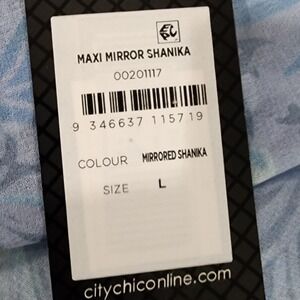 MAXI MIRROR SHANIKA
00201117
9 346637 115719
COLOUR MIRRORED SHANIKA
SIZE L
citychiconline.com